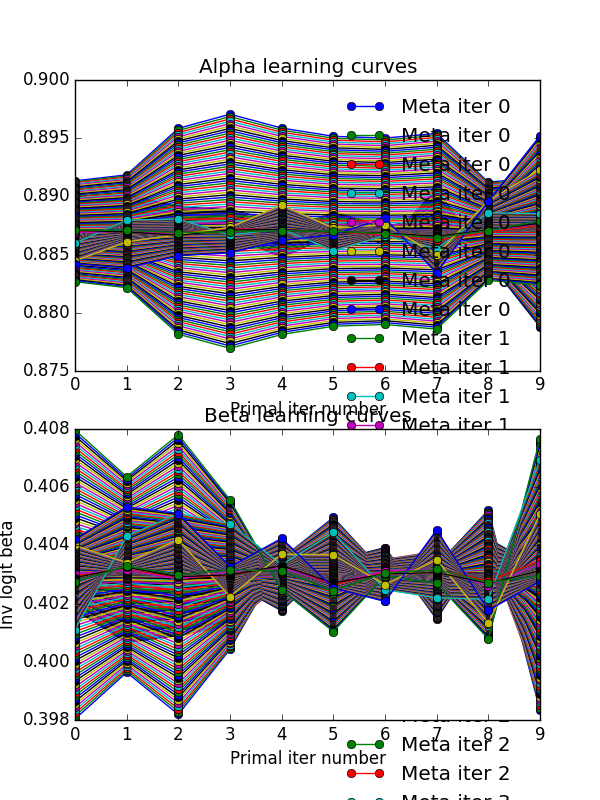 Alpha learning curves
0.900
0.895
0.890
0.885
0.880
0.875
Meta iter 0
Meta iter 0
Meta iter 0
Meta iter 0
Meta iter 0
Meta iter 0
Meta iter 0
Meta iter 0
Meta iter 1
Meta iter 1
Meta iter 1
Meta iter 1
0 1 2 3 4 5 6 7 8 9
Primal iter number
Beta learning curves
Inv logit beta
0.408
0.406
0.404
0.402
0.400
0.398
0 1 2 3 4 5 6 7 8 9
Primal iter number
Meta iter 2
Meta iter 2